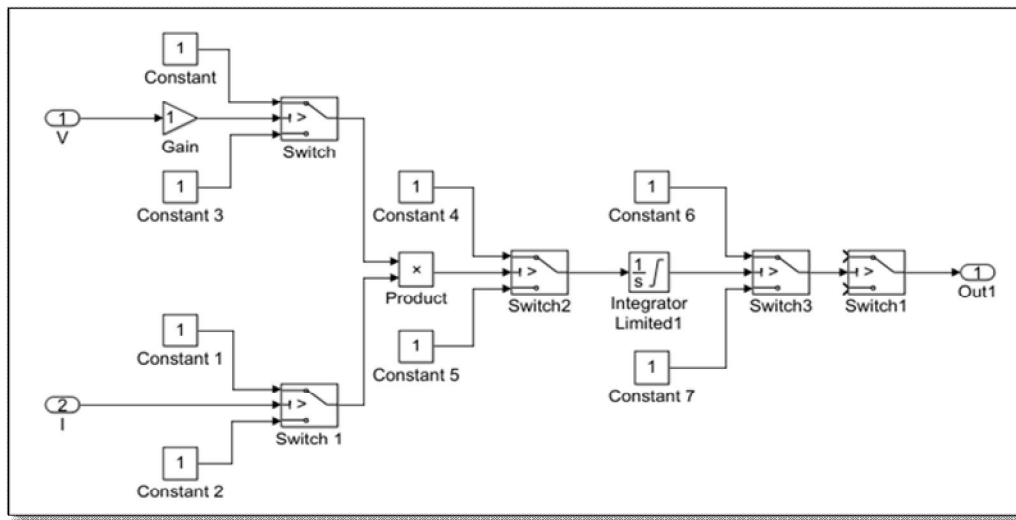 1
Constant
1
V
1
Gain
>
Switch
1
Constant 3
1
Constant 4
1
Constant 6
×
Product
>
Switch2
1
s
Integrator
Limited1
>
Switch3
>
Switch1
1
Out1
1
Constant 1
1
Constant 5
1
Constant 7
2
I
>
Switch 1
1
Constant 2